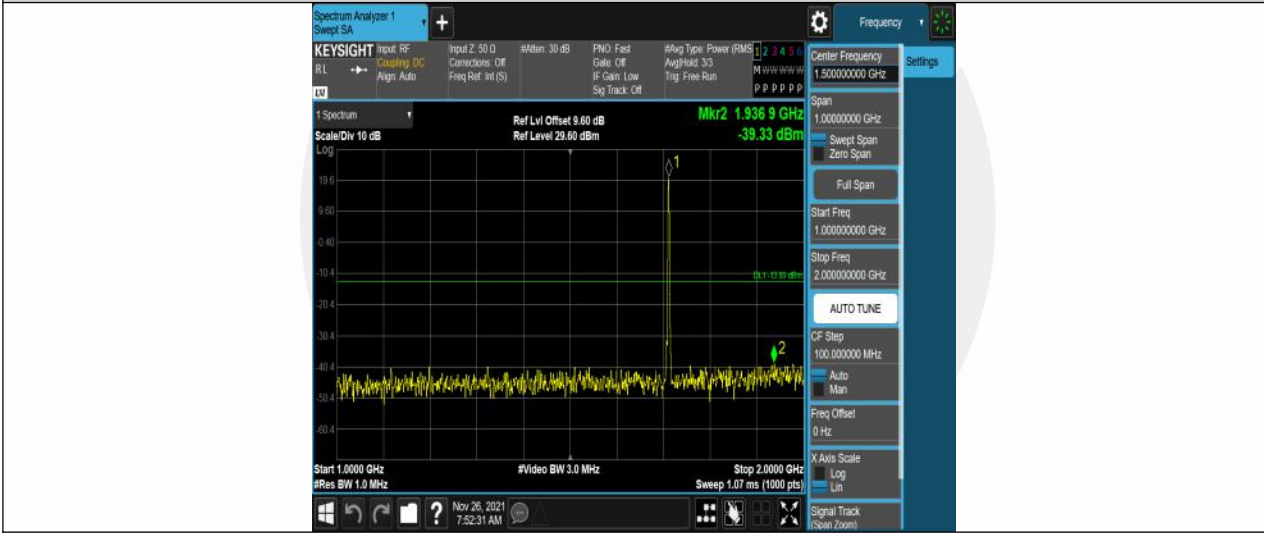 Spectrum Analyzer 1
Swept SA
+
Frequency
KEYSIGHT
RL
LV
Input: RF
Coupling: DC
Align: Auto
Input Z: 50 Ω
Corrections: Off
Freq Ref: Int (S)
#Atten: 30 dB
PNO: Fast
Gate: Off
IF Gain: Low
Sig Track: Off
#Avg Type: Power (RMS
Avg|Hold: 3/3
Trig: Free Run
1 2 3 4 5 6
M W W W W W
P P P P P P
1 Spectrum
Scale/Div 10 dB
Log
Ref Lvl Offset 9.60 dB
Ref Level 29.60 dBm
Mkr2 1.936 9 GHz
-39.33 dBm
1
19.6
9.60
-0.40
-10.4
DL1 -13.00 dBm
-20.4
-30.4
2
-40.4
-50.4
-60.4
Start 1.0000 GHz
#Res BW 1.0 MHz
#Video BW 3.0 MHz
Stop 2.0000 GHz
Sweep 1.07 ms (1000 pts)
?
Nov 26, 2021
7:52:31 AM
Center Frequency
1.500000000 GHz
Settings
Span
1.00000000 GHz
Swept Span
Zero Span
Full Span
Start Freq
1.000000000 GHz
Stop Freq
2.000000000 GHz
AUTO TUNE
CF Step
100.000000 MHz
Auto
Man
Freq Offset
0 Hz
X Axis Scale
Log
Lin
Signal Track
(Span Zoom)